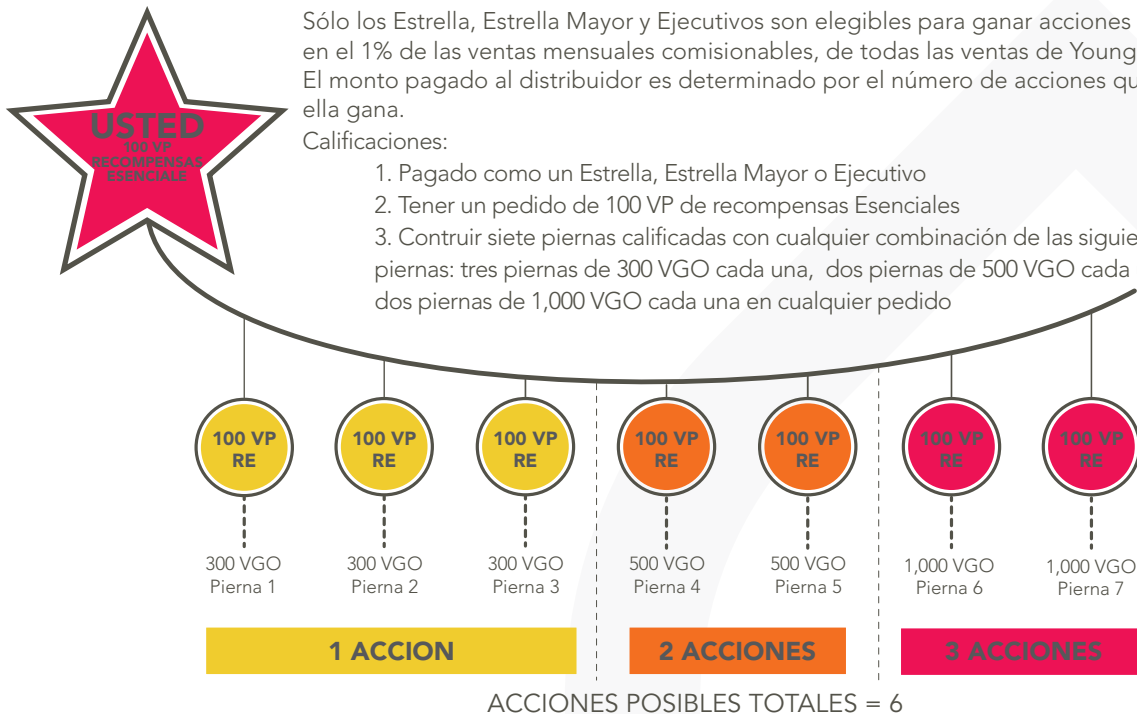 Sólo los Estrella, Estrella Mayor y Ejecutivos son elegibles para ganar acciones
en el 1% de las ventas mensuales comisionables, de todas las ventas de Young
El monto pagado al distribuidor es determinado por el número de acciones qu
ella gana.
Calificaciones:
1. Pagado como un Estrella, Estrella Mayor o Ejecutivo
2. Tener un pedido de 100 VP de recompensas Esenciales
3. Contruir siete piernas calificadas con cualquier combinación de las siguie
piernas: tres piernas de 300 VGO cada una, dos piernas de 500 VGO cada
dos piernas de 1,000 VGO cada una en cualquier pedido
USTED
100 VP
RECOMPENSAS
ESENCIALE
100 VP RE
100 VP RE
100 VP RE
100 VP RE
100 VP RE
100 VP RE
100 VP RE
300 VGO
Pierna 1
300 VGO
Pierna 2
300 VGO
Pierna 3
500 VGO
Pierna 4
500 VGO
Pierna 5
1,000 VGO
Pierna 6
1,000 VGO
Pierna 7
1 ACCION
2 ACCIONES
3 ACCIONES
ACCIONES POSIBLES TOTALES = 6